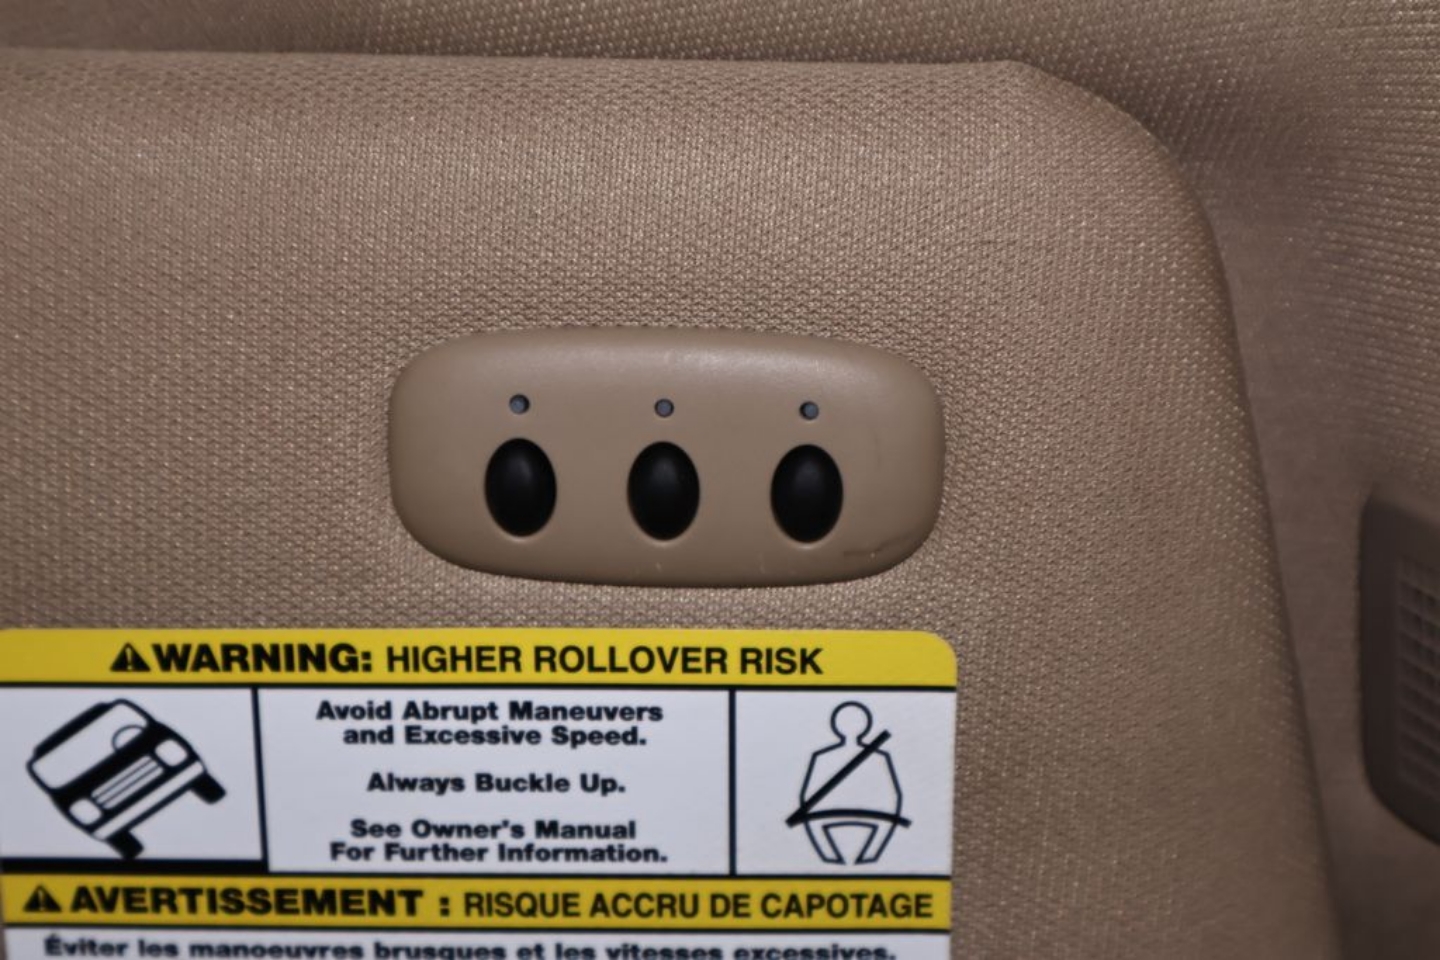 WARNING: HIGHER ROLLOVER RISK
Avoid Abrupt Maneuvers
and Excessive Speed.
Always Buckle Up.
See Owner's Manual
For Further Information.
AVERTISSEMENT : RISQUE ACCRU DE CAPOTAGE
Éviter les manoeuvres brusques et les vitesses excessives.